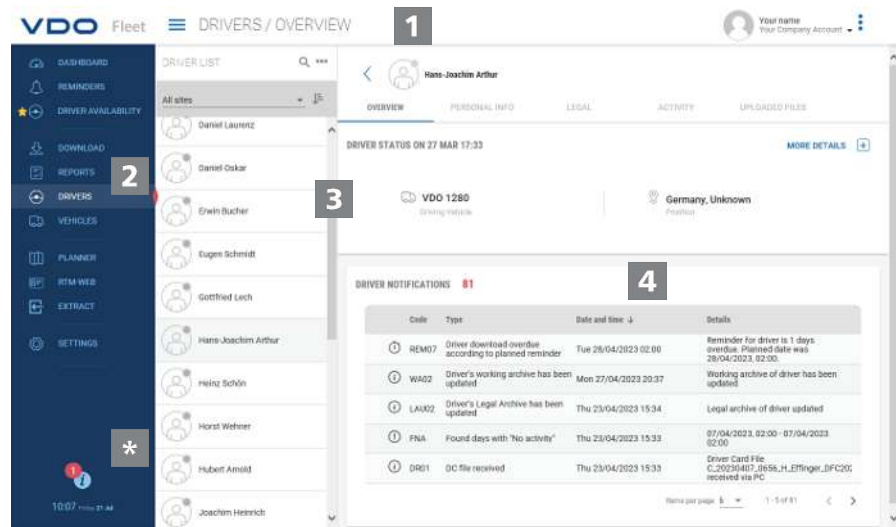 VDO Fleet
DRIVERS / OVERVIEW
1
Your name
Your Company Account
DASHBOARD
REMINDERS
DRIVER AVAILABILITY
DOWNLOAD
REPORTS
2
DRIVERS
VEHICLES
PLANNER
RTM-WEB
EXTRACT
SETTINGS
*
1
i
10:07
DRIVER LIST
All sites
Daniel Laurenz
Daniel Oskar
Erwin Bucher
3
Eugen Schmidt
Gottfried Lech
Hans-Joachim Arthur
Heinz Schön
Horst Wehner
Hubert Arnold
Joachim Heinrich
Hans-Joachim Arthur
OVERVIEW PERSONAL INFO LEGAL ACTIVITY UPLOADED FILES
DRIVER STATUS ON 27 MAR 17:33
MORE DETAILS +
VDO 1280
Driving Vehicle
Germany, Unknown
Position
4
DRIVER NOTIFICATIONS 81
Code Type Date and time ↓ Details
REM07 Driver download overdue according to planned reminder Tue 28/04/2023 02:00 Reminder for driver is 1 days
overdue. Planned date was
28/04/2023, 02:00.
WA02 Driver's working archive has been updated Mon 27/04/2023 20:37 Working archive of driver has been
updated
LAU02 Driver's Legal Archive has been updated Thu 23/04/2023 15:34 Legal archive of driver updated
FNA Found days with "No activity" Thu 23/04/2023 15:33 07/04/2023, 02:00 - 07/04/2023
02:00
DR01 DC file received Thu 23/04/2023 15:33 Driver Card File
C_20230407_0656_H_Effinger_DFC202
received via PC
Items per page: 5 1 - 5 of 81